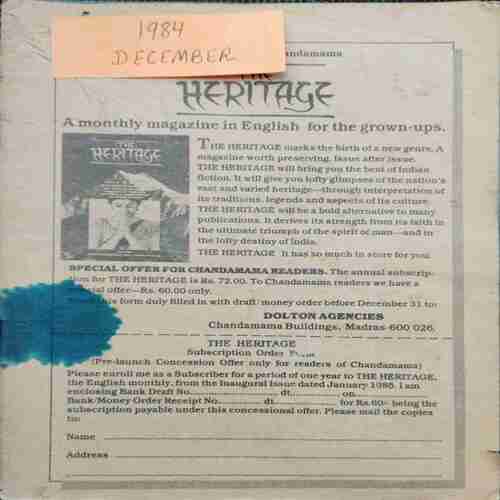 1984
DECEMBER
andamama
THE
HERITAGE
A monthly magazine in English for the grown-ups.
THE
HERITAGE
THE HERITAGE marks the birth of a new genre. A
magazine worth preserving. Issue after issue.
THE HERITAGE will bring you the best of Indian
fiction. It will give you lofty glimpses of the nation's
vast and varied heritage—through interpretation of
its traditions, legends and aspects of its culture.
THE HERITAGE will be a bold alternative to many
publications. It derives its strength from its faith in
the ultimate triumph of the spirit of man—and in
the lofty destiny of India.
THE HERITAGE It has so much in store for you
SPECIAL OFFER FOR CHANDAMAMA READERS. The annual subscrip-
tion for THE HERITAGE is Rs. 72.00. To Chandamama readers we have a
special offer—Rs. 60.00 only.
this form duly filled in with draft/money order before December 31 to:
DOLTON AGENCIES
Chandamama Buildings, Madras-600 026.
THE HERITAGE
Subscription Order
(Pre-launch Concession Offer only for readers of Chandamama)
Please enroll me as a Subscriber for a period of one year to THE HERITAGE,
the English monthly, from the Inaugural Issue dated January 1985. I am
enclosing Bank Draft No. dt. on
Bank/Money Order Receipt No. dt. for Rs.60/- being the
subscription payable under this concessional offer. Please mail the copies
to:
Name
Address